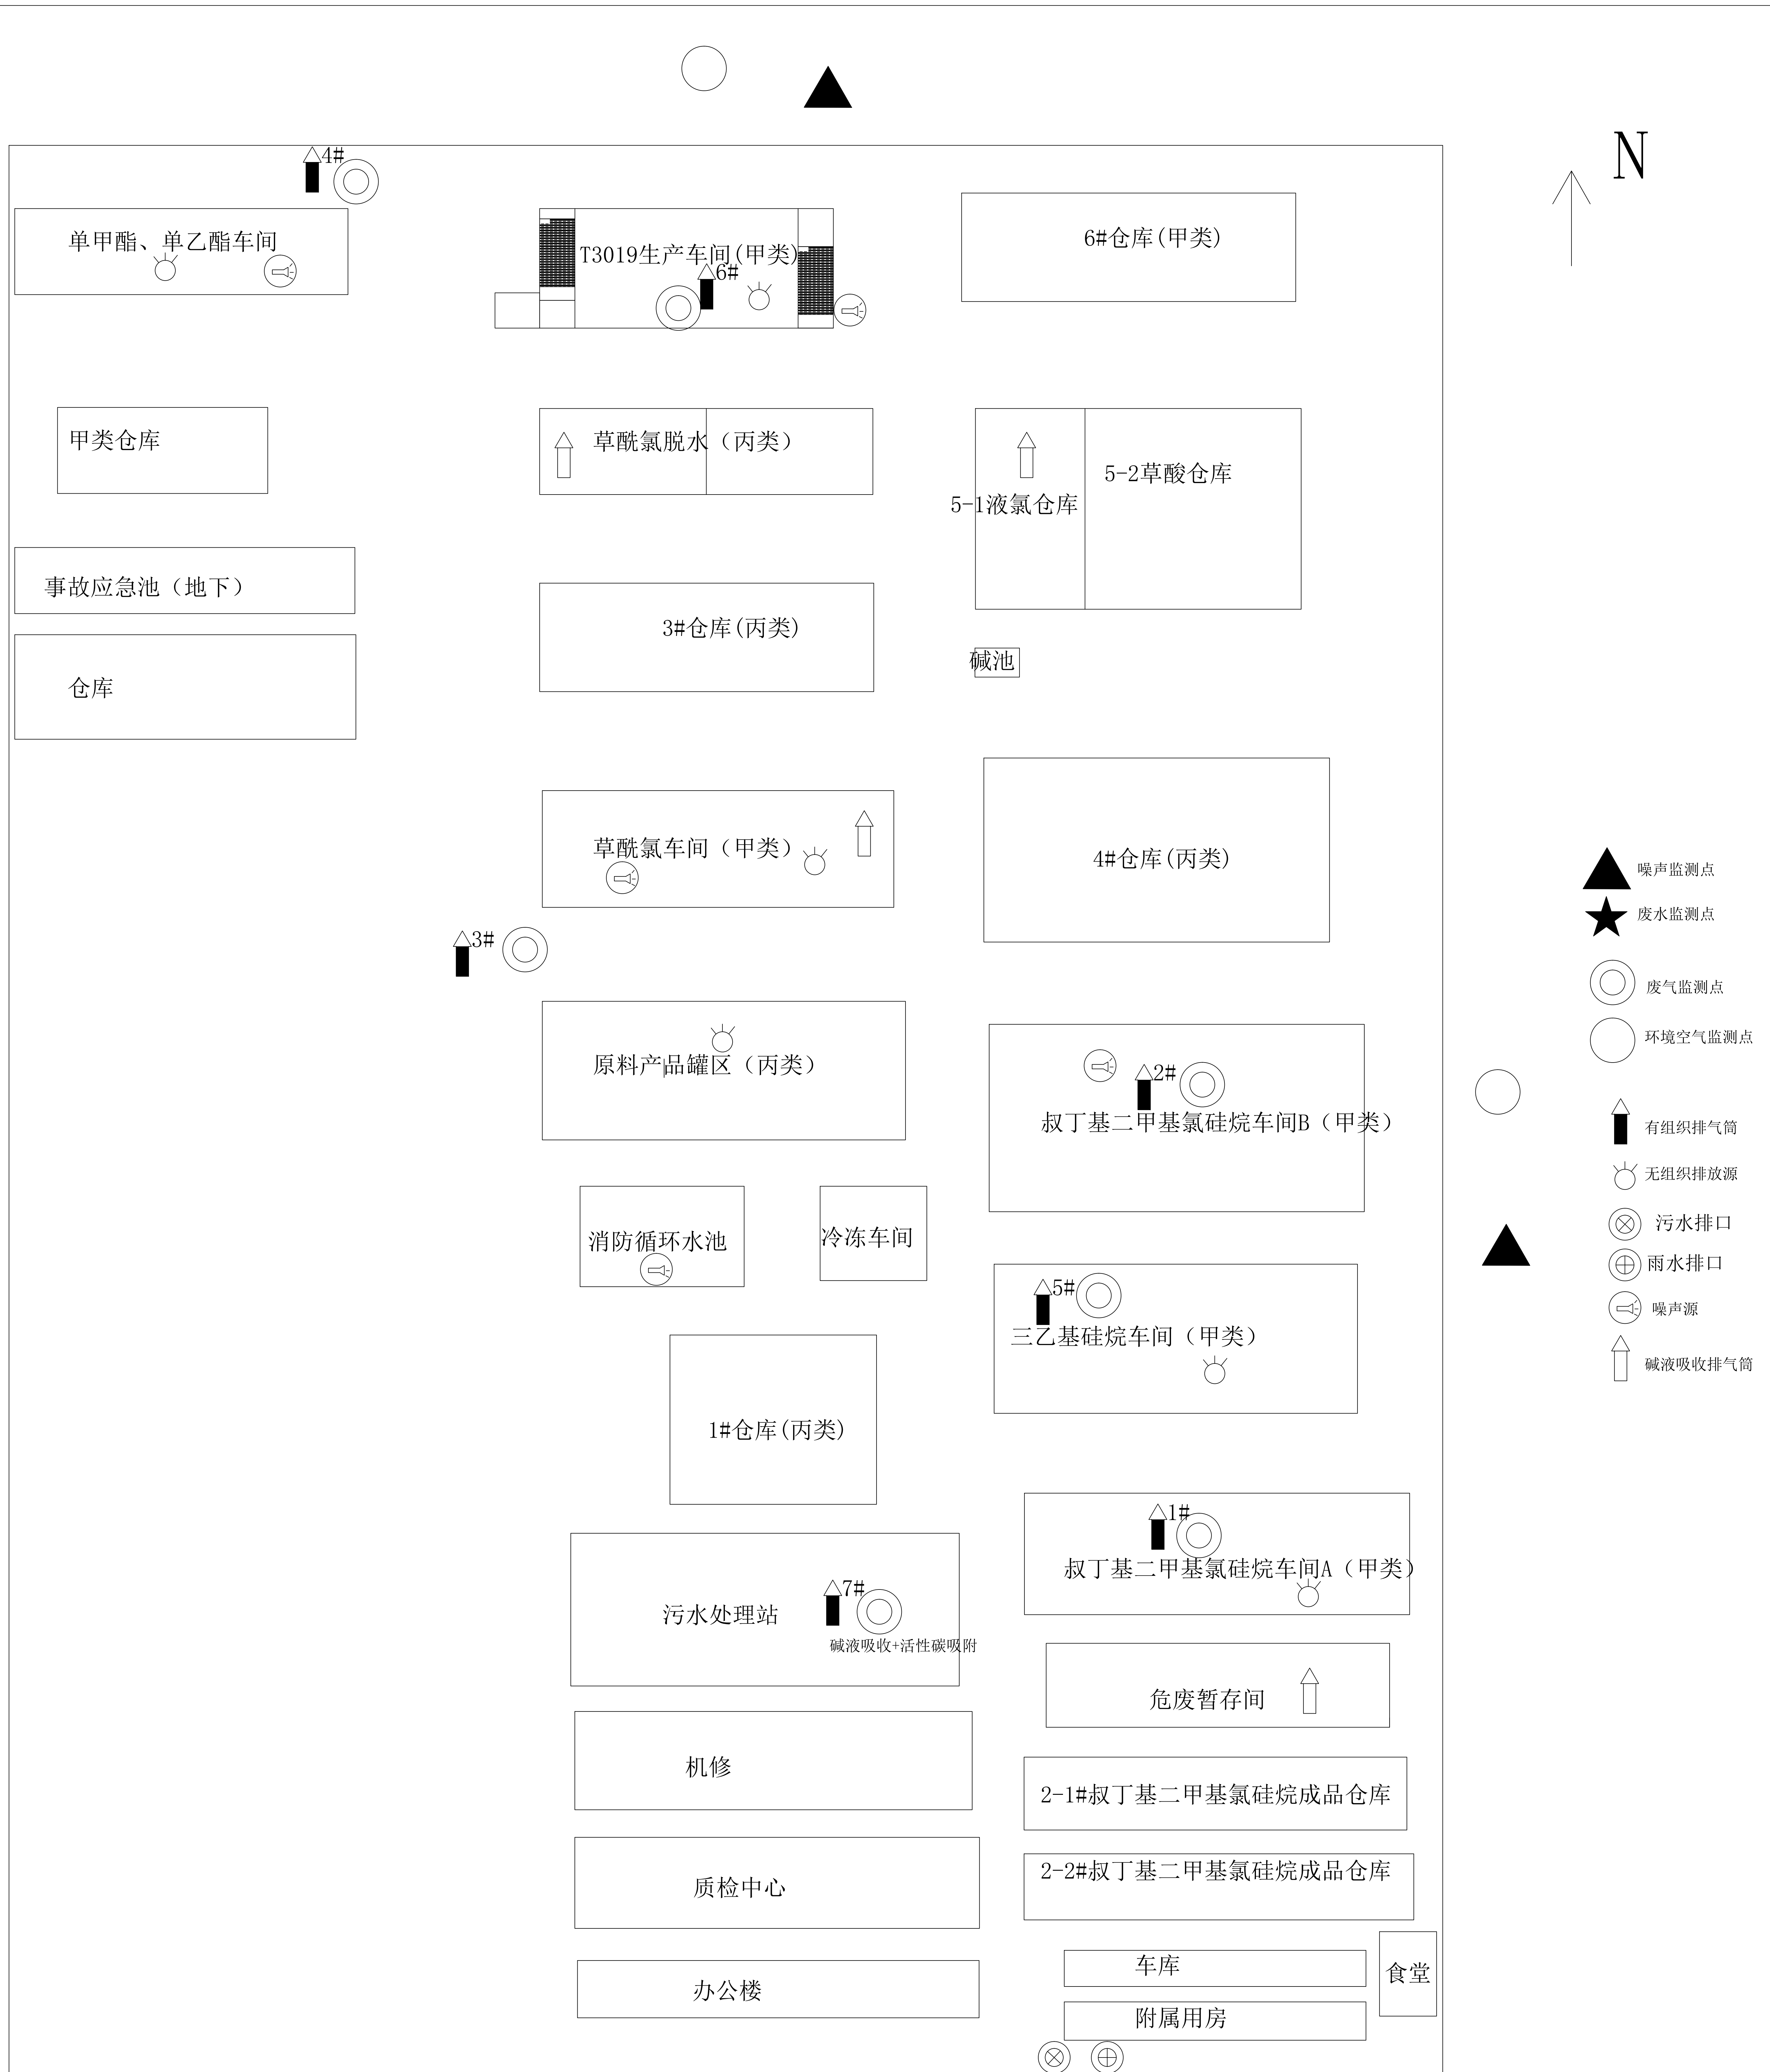 N
4#
单甲酯、单乙酯车间
T3019生产车间(甲类)
6#
6#仓库(甲类)
甲类仓库
草酰氯脱水（丙类）
5-1液氯仓库
5-2草酸仓库
事故应急池（地下）
3#仓库(丙类)
碱池
仓库
草酰氯车间（甲类）
4#仓库(丙类)
3#
原料产品罐区（丙类）
2#
叔丁基二甲基氯硅烷车间B（甲类）
消防循环水池
冷冻车间
5#
三乙基硅烷车间（甲类）
1#仓库(丙类)
1#
叔丁基二甲基氯硅烷车间A（甲类）
7#
污水处理站
碱液吸收+活性碳吸附
危废暂存间
机修
2-1#叔丁基二甲基氯硅烷成品仓库
2-2#叔丁基二甲基氯硅烷成品仓库
质检中心
车库
食堂
办公楼
附属用房
噪声监测点
废水监测点
废气监测点
环境空气监测点
有组织排气筒
无组织排放源
污水排口
雨水排口
噪声源
碱液吸收排气筒